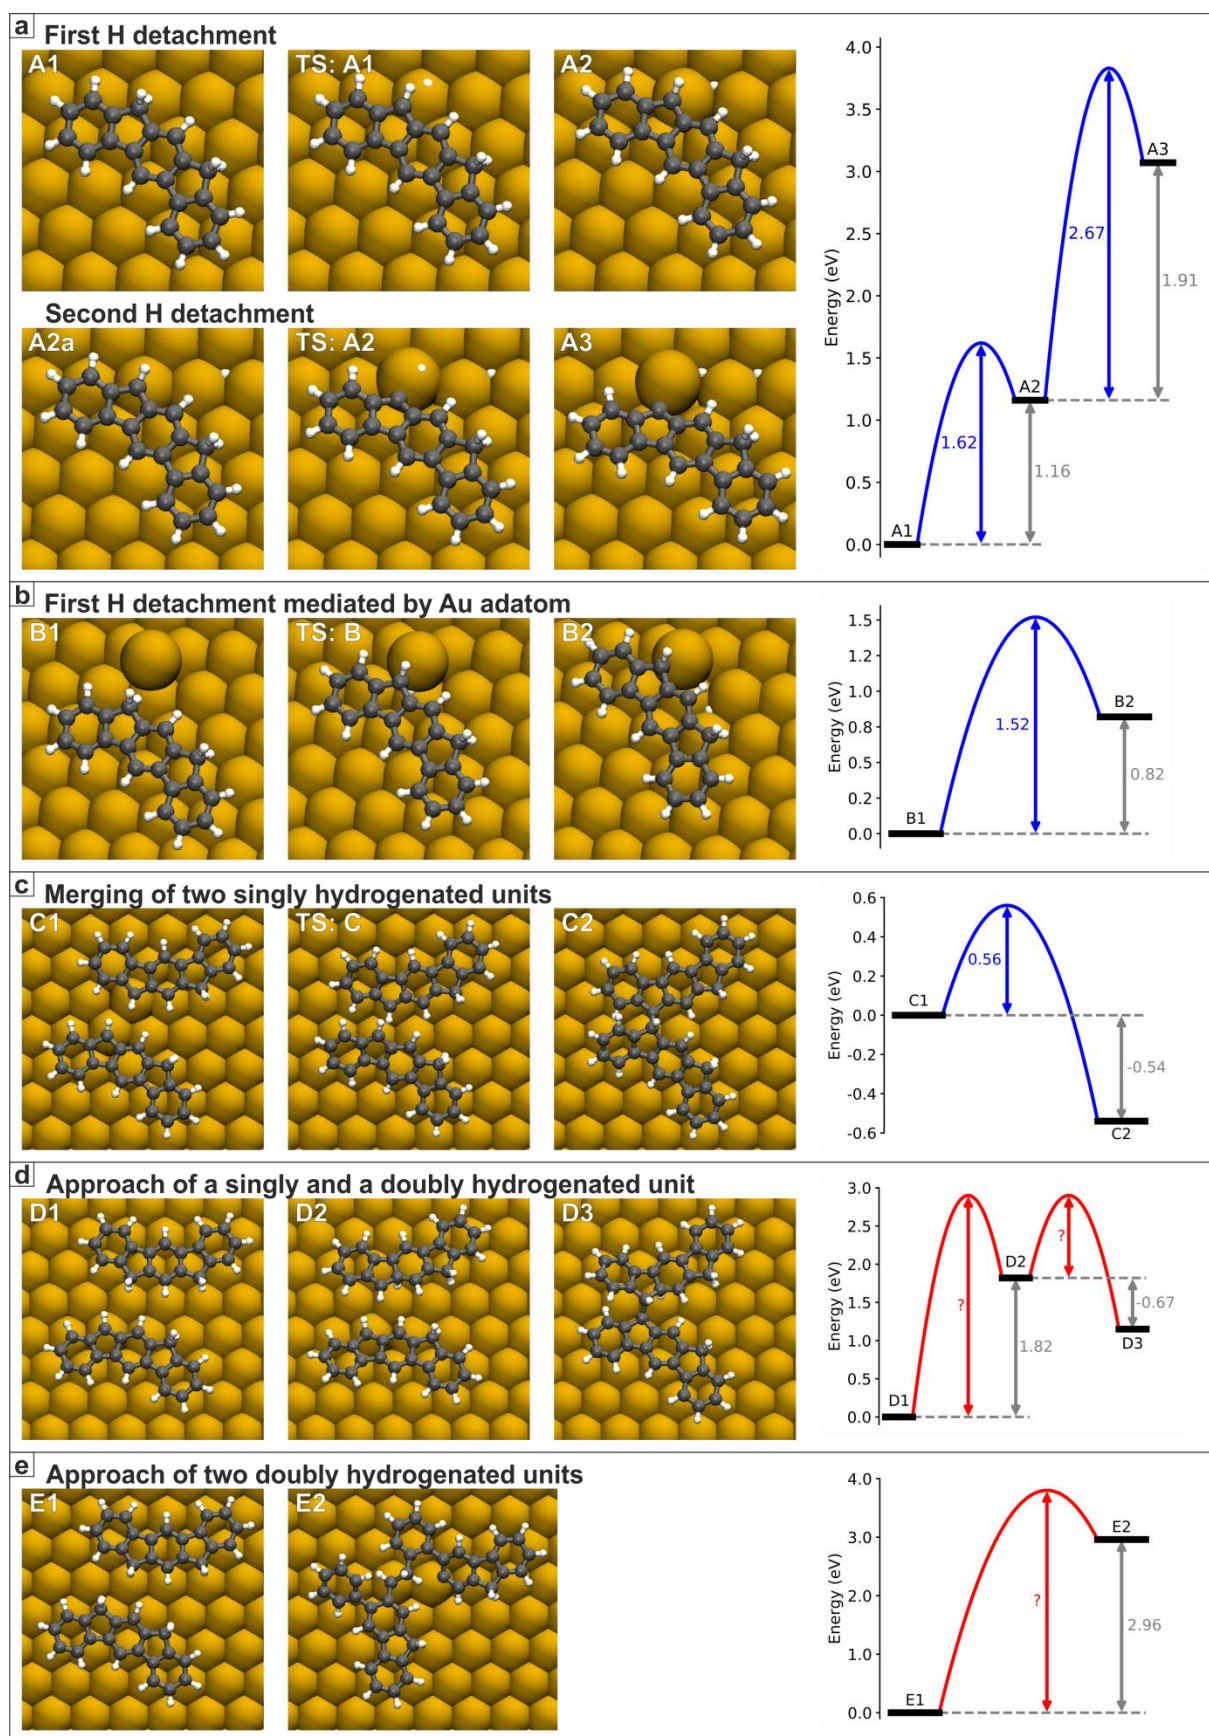 a First H detachment
A1 TS: A1 A2
Second H detachment
A2a TS: A2 A3
Energy (eV)
4.0
3.5
3.0
2.5
2.0
1.5
1.0
0.5
0.0
A1
1.62
A2
1.16
2.67
A3
1.91
b First H detachment mediated by Au adatom
B1 TS: B B2
Energy (eV)
1.5
1.2
1.0
0.8
0.5
0.2
0.0
B1
1.52
B2
0.82
c Merging of two singly hydrogenated units
C1 TS: C C2
Energy (eV)
0.6
0.4
0.2
0.0
-0.2
-0.4
-0.6
C1
0.56
-0.54
C2
d Approach of a singly and a doubly hydrogenated unit
D1 D2 D3
Energy (eV)
3.0
2.5
2.0
1.5
1.0
0.5
0.0
D1
?
D2
1.82
?
-0.67
D3
e Approach of two doubly hydrogenated units
E1 E2
Energy (eV)
4.0
3.0
2.0
1.0
0.0
E1
?
E2
2.96